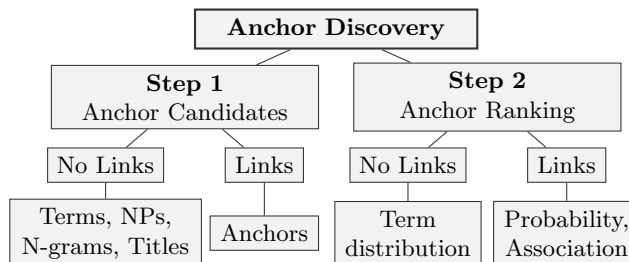 Anchor Discovery
Step 1
Anchor Candidates
Step 2
Anchor Ranking
No Links
Links
No Links
Links
Terms, NPs,
N-grams, Titles
Anchors
Term
distribution
Probability,
Association